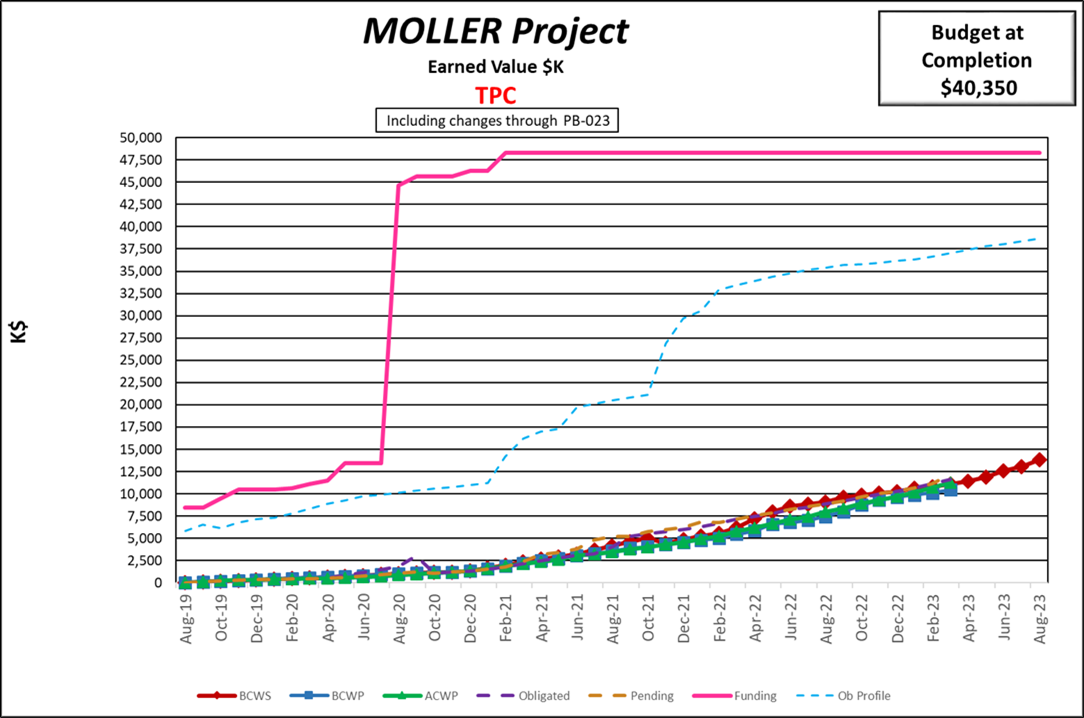 MOLLER Project
Earned Value $K
TPC
Including changes through PB-023
Budget at
Completion
$40,350
K$
50,000
47,500
45,000
42,500
40,000
37,500
35,000
32,500
30,000
27,500
25,000
22,500
20,000
17,500
15,000
12,500
10,000
7,500
5,000
2,500
0
Aug-19
Oct-19
Dec-19
Feb-20
Apr-20
Jun-20
Aug-20
Oct-20
Dec-20
Feb-21
Apr-21
Jun-21
Aug-21
Oct-21
Dec-21
Feb-22
Apr-22
Jun-22
Aug-22
Oct-22
Dec-22
Feb-23
Apr-23
Jun-23
Aug-23
BCWS BCWP ACWP Obligated Pending Funding Ob Profile